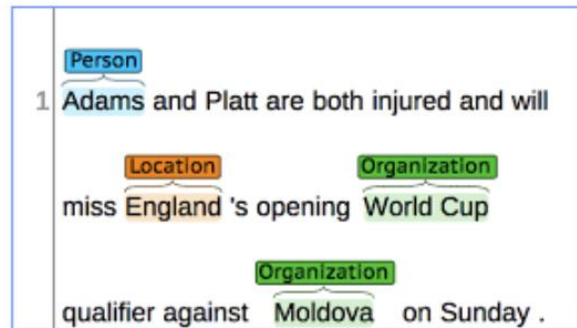 Person
1 Adams and Platt are both injured and will
Location Organization
miss England 's opening World Cup
Organization
qualifier against Moldova on Sunday .